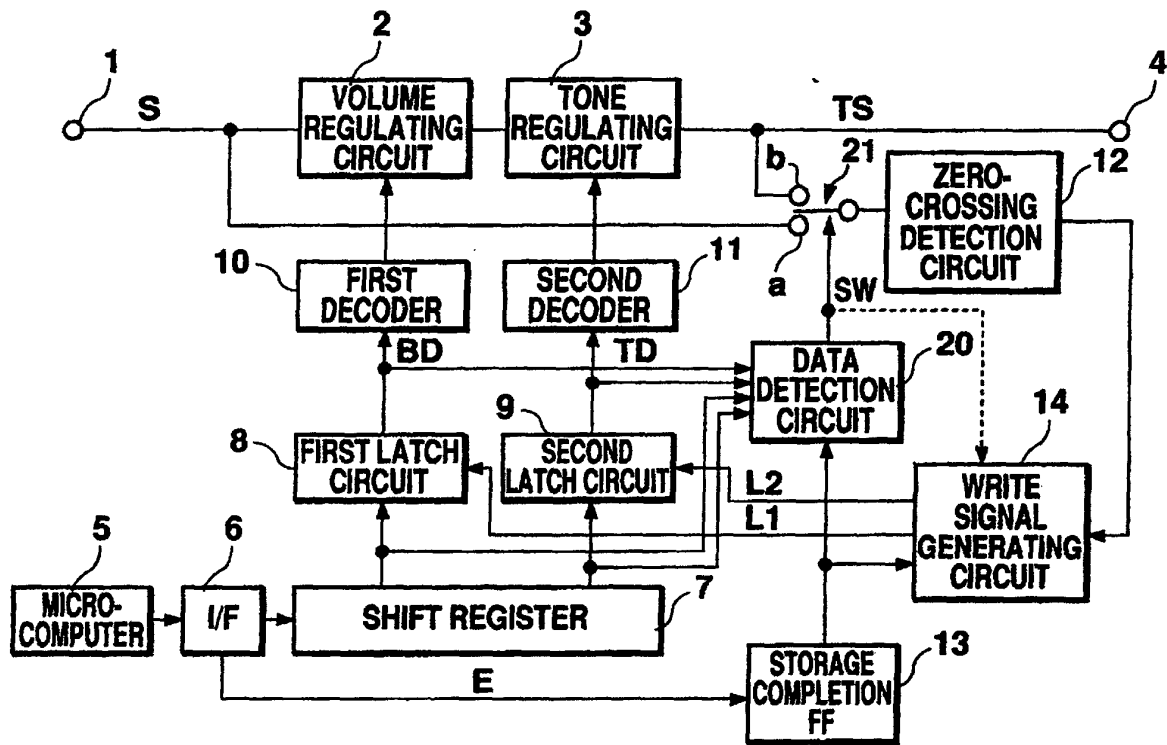 1
S
2
VOLUME
REGULATING
CIRCUIT
3
TONE
REGULATING
CIRCUIT
TS
4
b
21
a
ZERO-
CROSSING
DETECTION
CIRCUIT
12
10
FIRST
DECODER
SECOND
DECODER
11
SW
BD
TD
DATA
DETECTION
CIRCUIT
20
8
FIRST LATCH
CIRCUIT
9
SECOND
LATCH CIRCUIT
14
WRITE
SIGNAL
GENERATING
CIRCUIT
L2
L1
5
MICRO-
COMPUTER
6
I/F
SHIFT REGISTER
7
E
STORAGE
COMPLETION
FF
13